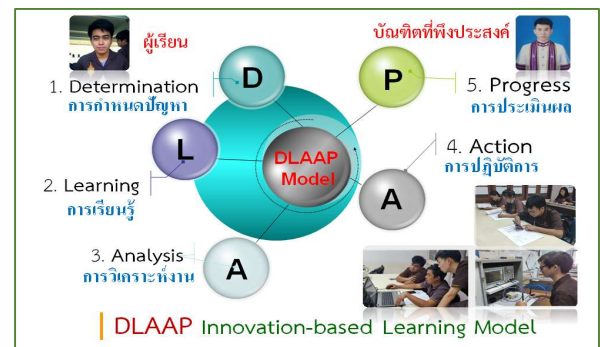 ผู้เรียน
บัณฑิตที่พึงประสงค์
D
P
1. Determination
การกำหนดปัญหา
5. Progress
การประเมินผล
L
DLAAP
Model
4. Action
การปฏิบัติการ
2. Learning
การเรียนรู้
A
3. Analysis
การวิเคราะห์งาน
A
DLAAP Innovation-based Learning Model